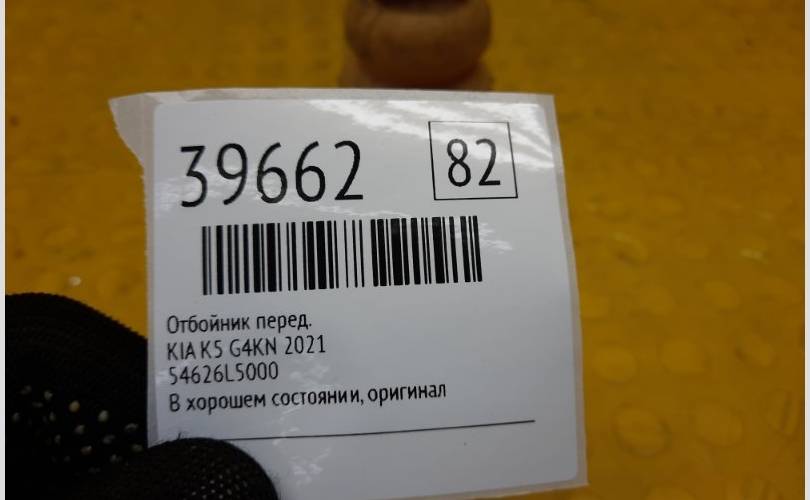 39662 82
Отбойник перед.
KIA K5 G4KN 2021
54626L5000
В хорошем состоянии, оригинал